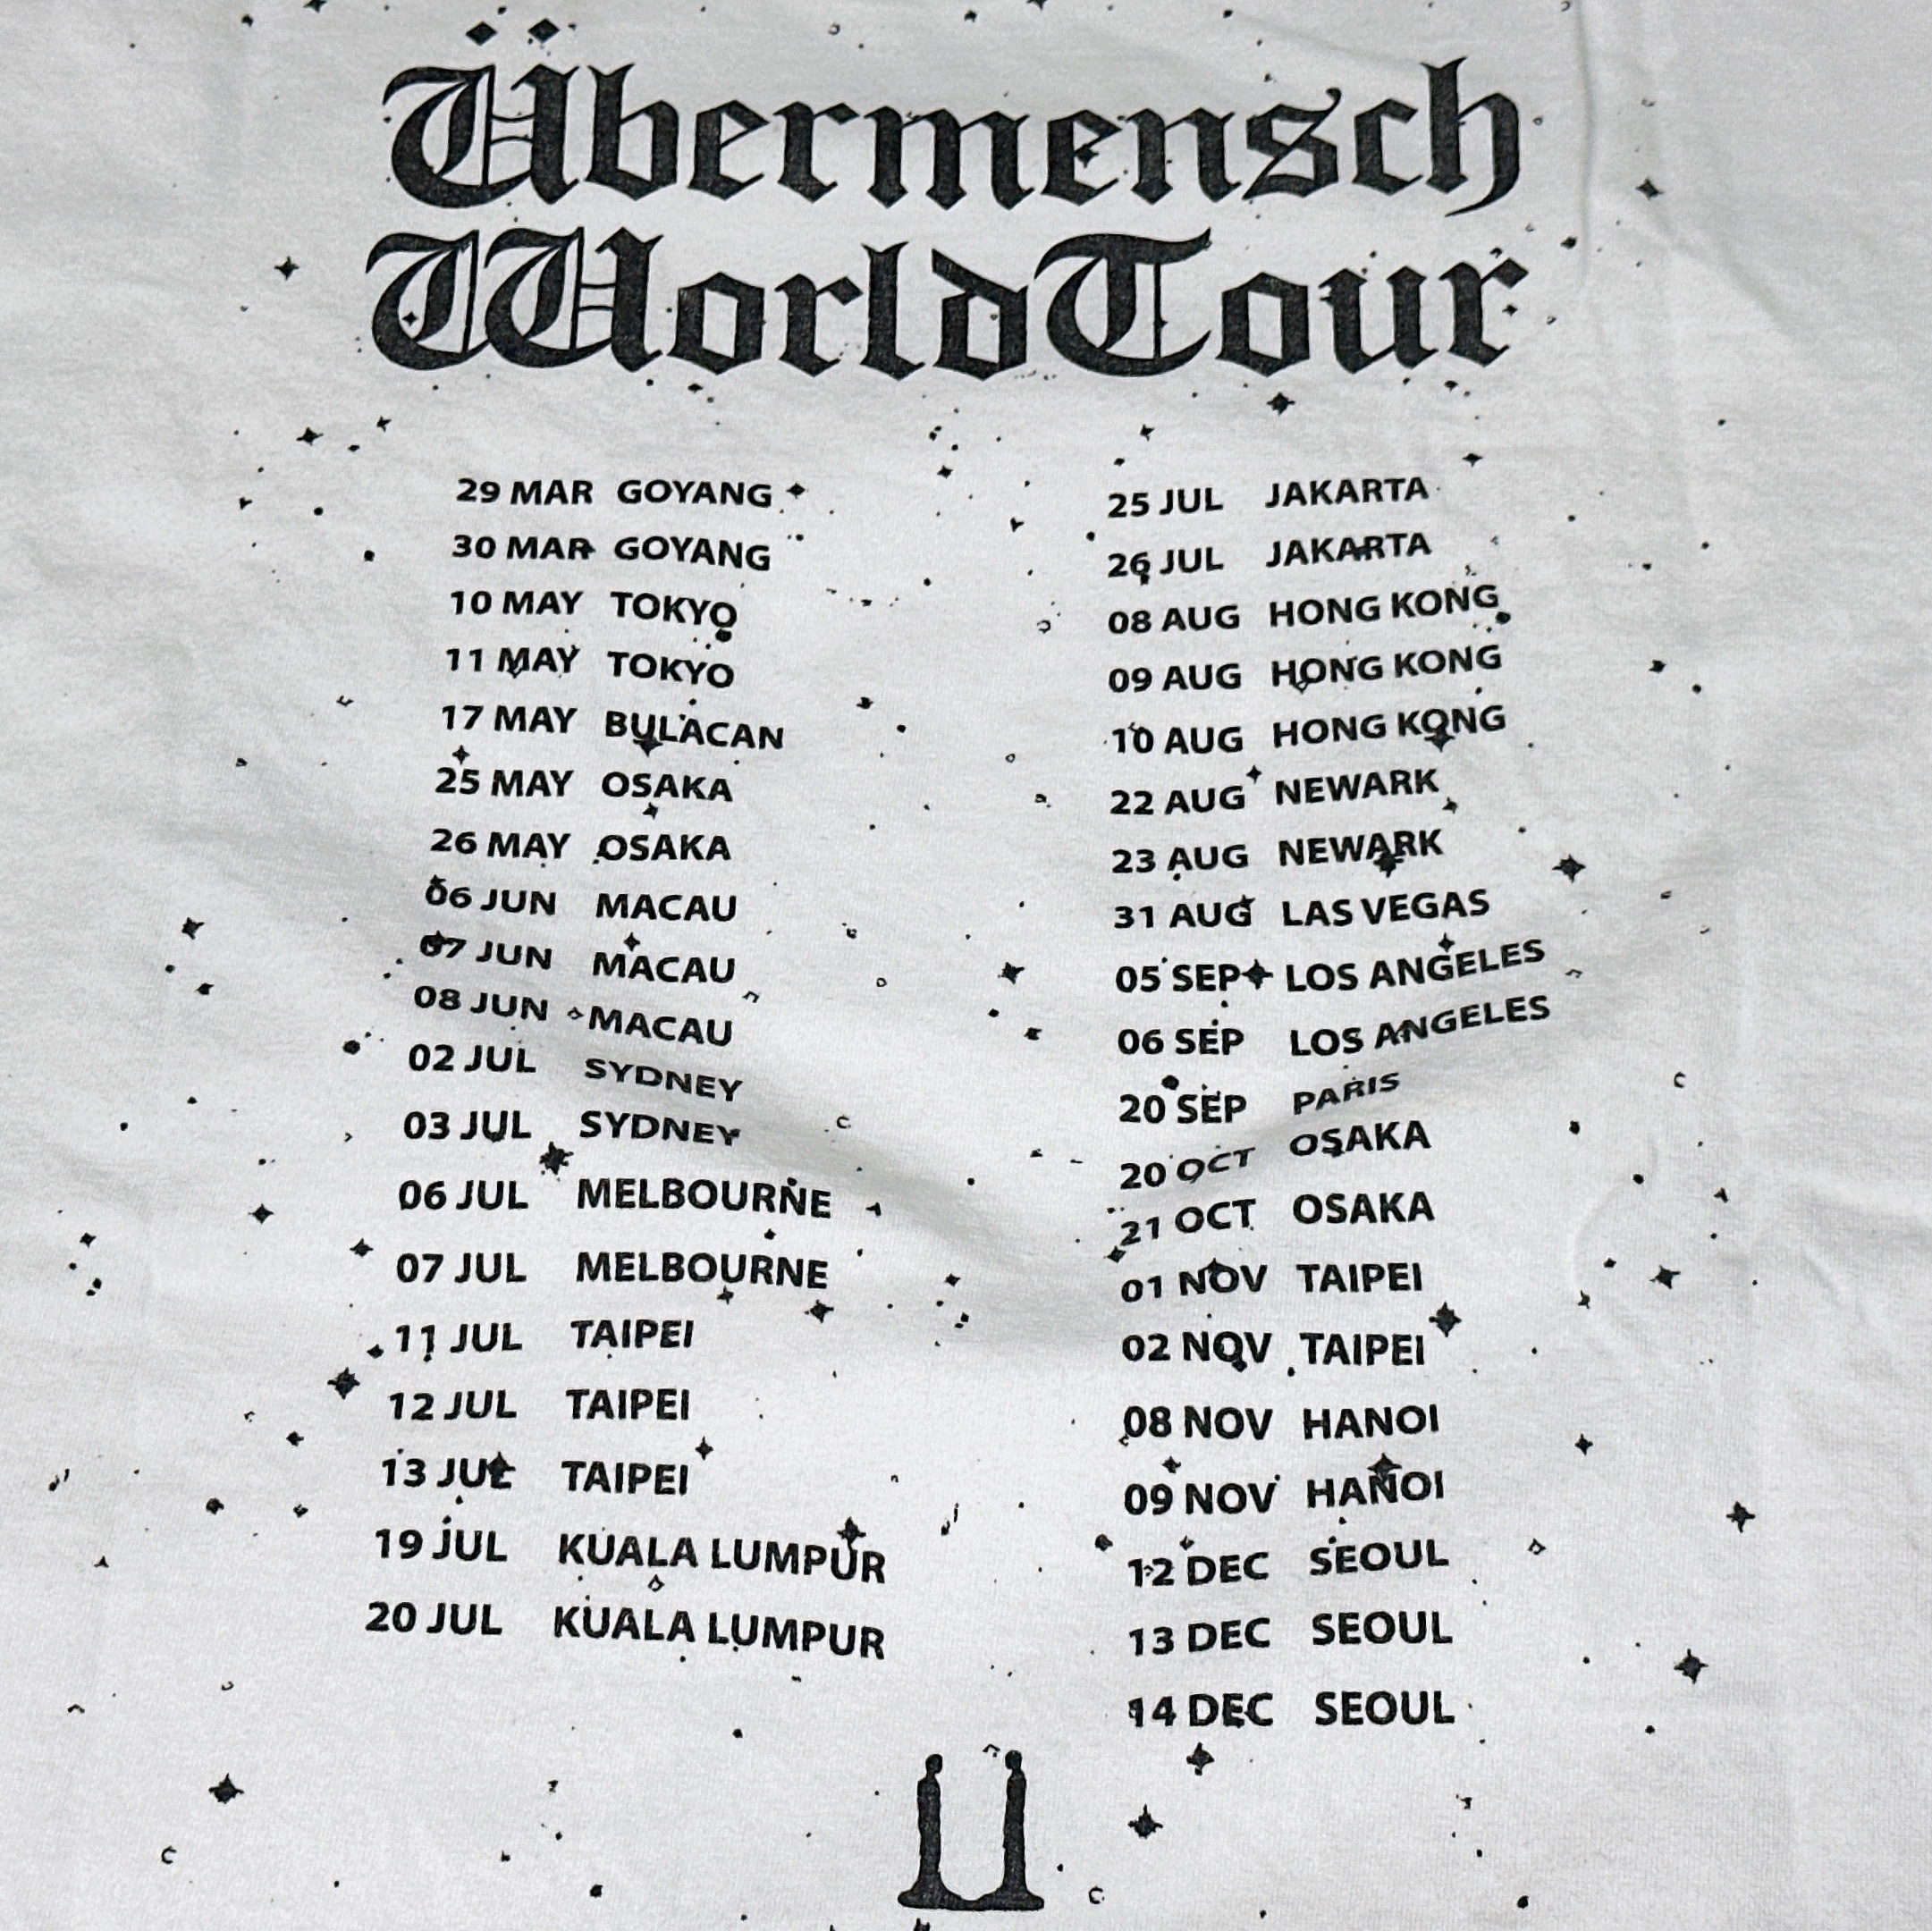 Übermensch
World Tour
29 MAR GOYANG
30 MAR GOYANG
10 MAY TOKYO
11 MAY TOKYO
17 MAY BULACAN
25 MAY OSAKA
26 MAY OSAKA
06 JUN MACAU
07 JUN MACAU
08 JUN MACAU
02 JUL SYDNEY
03 JUL SYDNEY
06 JUL MELBOURNE
07 JUL MELBOURNE
11 JUL TAIPEI
12 JUL TAIPEI
13 JUL TAIPEI
19 JUL KUALA LUMPUR
20 JUL KUALA LUMPUR
25 JUL JAKARTA
26 JUL JAKARTA
08 AUG HONG KONG
09 AUG HONG KONG
10 AUG HONG KONG
22 AUG NEWARK
23 AUG NEWARK
31 AUG LAS VEGAS
05 SEP LOS ANGELES
06 SEP LOS ANGELES
20 SEP PARIS
20 OCT OSAKA
21 OCT OSAKA
01 NOV TAIPEI
02 NOV TAIPEI
08 NOV HANOI
09 NOV HANOI
12 DEC SEOUL
13 DEC SEOUL
14 DEC SEOUL